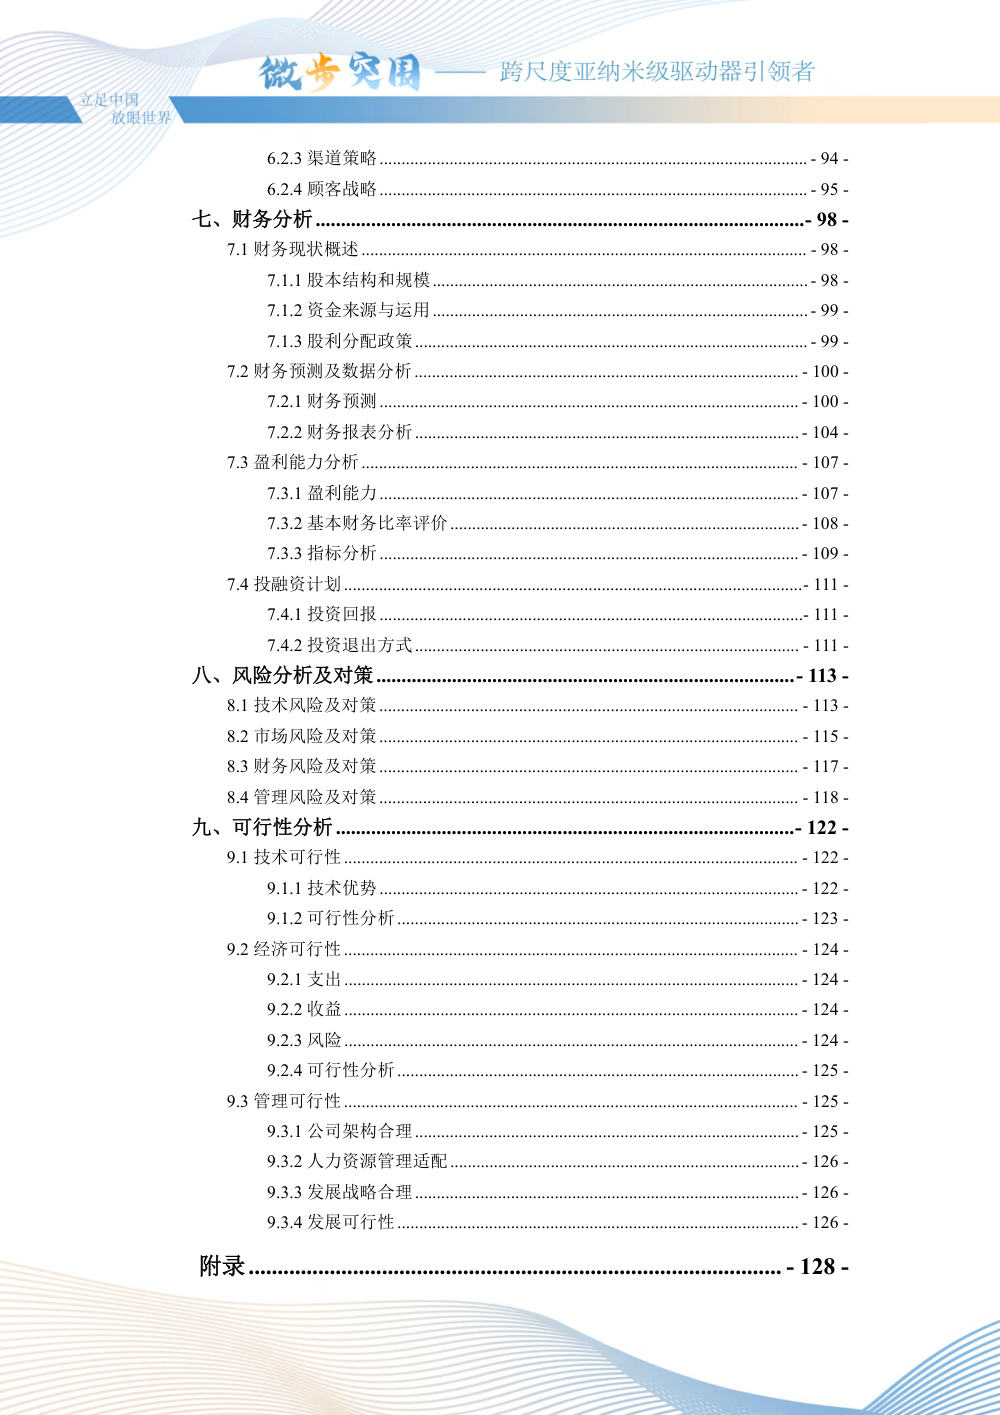 微步突围 —— 跨尺度亚纳米级驱动器引领者
立足中国
放眼世界
6.2.3 渠道策略 - 94 -
6.2.4 顾客战略 - 95 -
七、财务分析 - 98 -
7.1 财务现状概述 - 98 -
7.1.1 股本结构和规模 - 98 -
7.1.2 资金来源与运用 - 99 -
7.1.3 股利分配政策 - 99 -
7.2 财务预测及数据分析 - 100 -
7.2.1 财务预测 - 100 -
7.2.2 财务报表分析 - 104 -
7.3 盈利能力分析 - 107 -
7.3.1 盈利能力 - 107 -
7.3.2 基本财务比率评价 - 108 -
7.3.3 指标分析 - 109 -
7.4 投融资计划 - 111 -
7.4.1 投资回报 - 111 -
7.4.2 投资退出方式 - 111 -
八、风险分析及对策 - 113 -
8.1 技术风险及对策 - 113 -
8.2 市场风险及对策 - 115 -
8.3 财务风险及对策 - 117 -
8.4 管理风险及对策 - 118 -
九、可行性分析 - 122 -
9.1 技术可行性 - 122 -
9.1.1 技术优势 - 122 -
9.1.2 可行性分析 - 123 -
9.2 经济可行性 - 124 -
9.2.1 支出 - 124 -
9.2.2 收益 - 124 -
9.2.3 风险 - 124 -
9.2.4 可行性分析 - 125 -
9.3 管理可行性 - 125 -
9.3.1 公司架构合理 - 125 -
9.3.2 人力资源管理适配 - 126 -
9.3.3 发展战略合理 - 126 -
9.3.4 发展可行性 - 126 -
附录 - 128 -